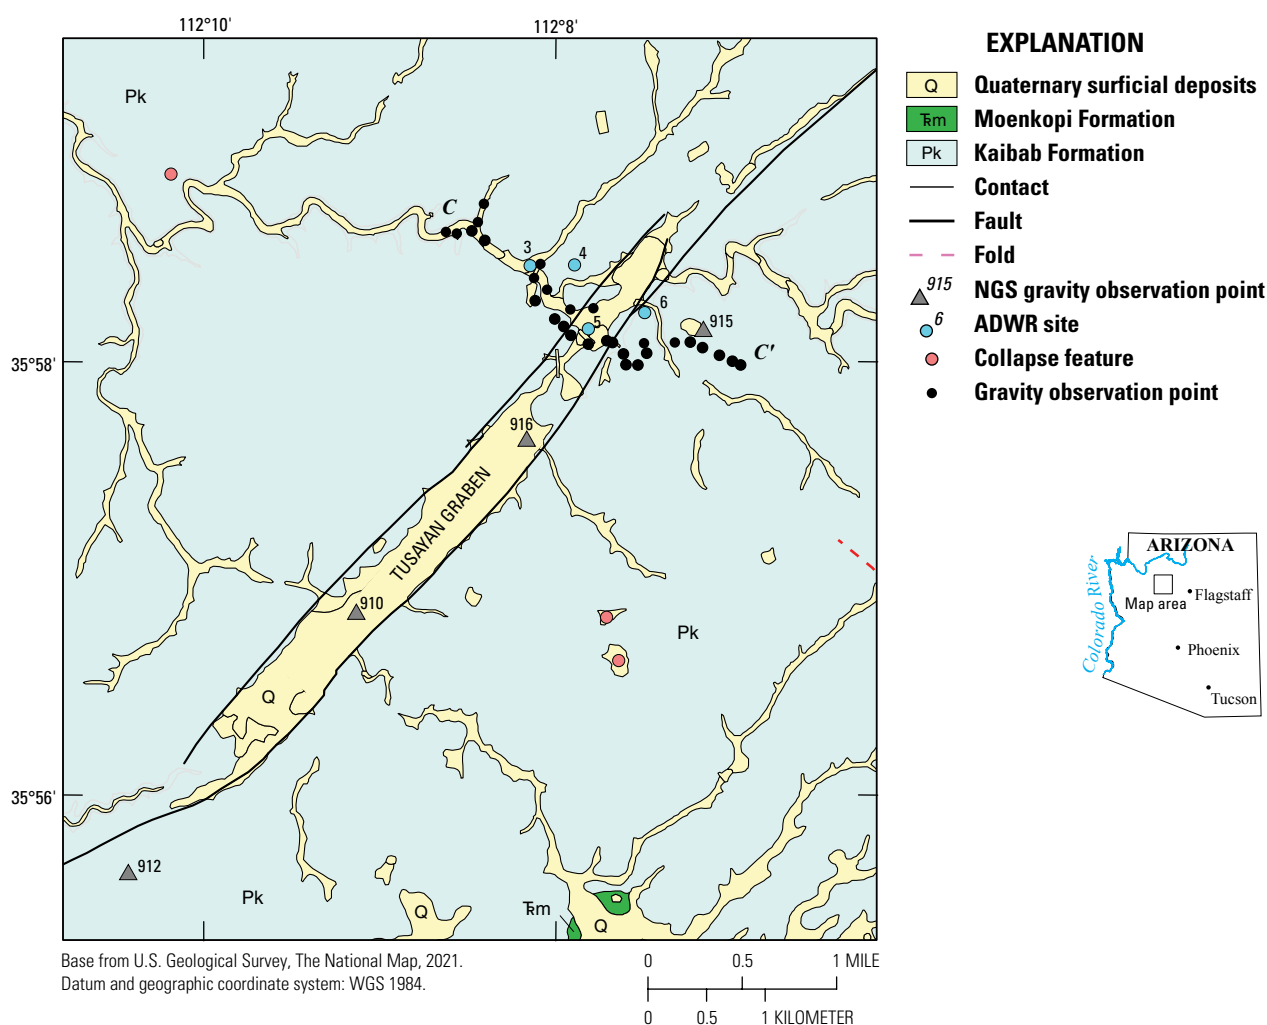 112°10'
112°8'
EXPLANATION
Q Quaternary surficial deposits
TRm Moenkopi Formation
Pk Kaibab Formation
Contact
Fault
Fold
915 NGS gravity observation point
6 ADWR site
Collapse feature
Gravity observation point
Pk
C
3
4
6
5
915
C'
35°58'
916
TUSAYAN GRABEN
910
Pk
Q
35°56'
912
Pk
Q
TRm
Q
ARIZONA
Colorado River
Map area
Flagstaff
Phoenix
Tucson
Base from U.S. Geological Survey, The National Map, 2021.
Datum and geographic coordinate system: WGS 1984.
0 0.5 1 MILE
0 0.5 1 KILOMETER